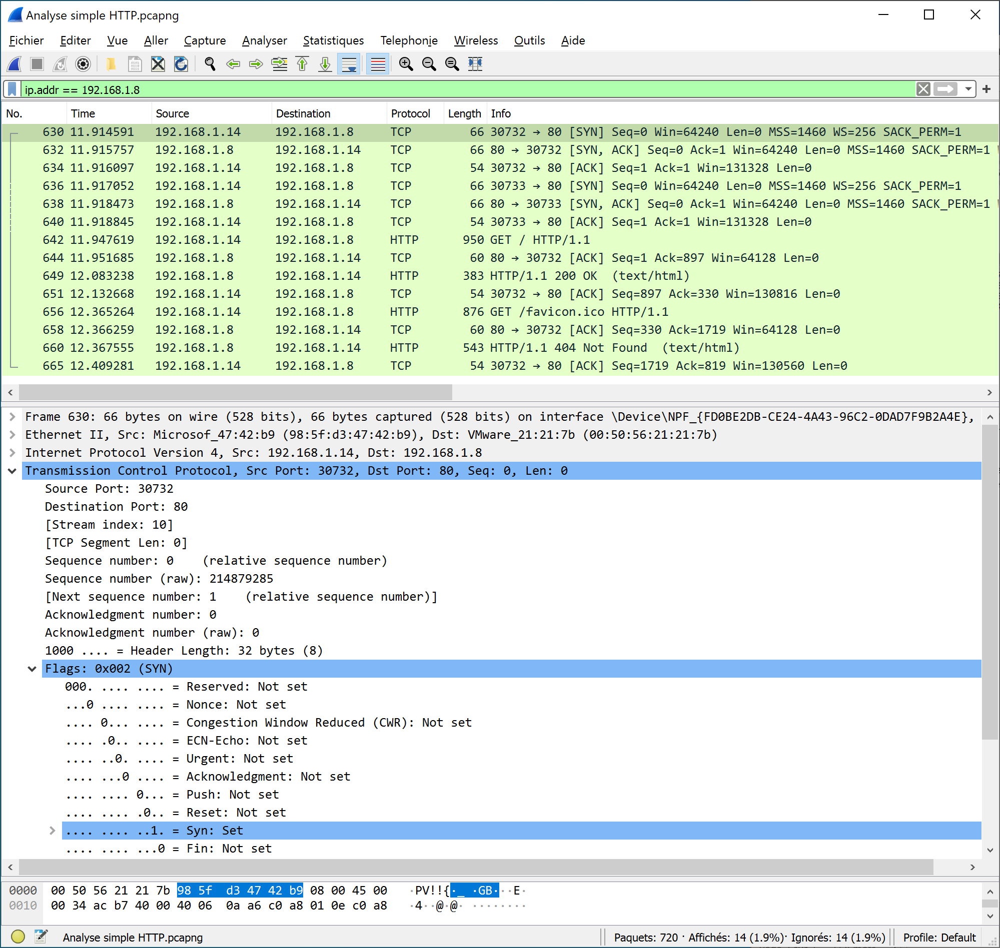 Analyse simple HTTP.pcapng
Fichier Editer Vue Aller Capture Analyser Statistiques Telephonie Wireless Outils Aide
ip.addr == 192.168.1.8
No. Time Source Destination Protocol Length Info
630 11.914591 192.168.1.14 192.168.1.8 TCP 66 30732 → 80 [SYN] Seq=0 Win=64240 Len=0 MSS=1460 WS=256 SACK_PERM=1
632 11.915757 192.168.1.8 192.168.1.14 TCP 66 80 → 30732 [SYN, ACK] Seq=0 Ack=1 Win=64240 Len=0 MSS=1460 SACK_PERM=1
634 11.916097 192.168.1.14 192.168.1.8 TCP 54 30732 → 80 [ACK] Seq=1 Ack=1 Win=131328 Len=0
636 11.917052 192.168.1.14 192.168.1.8 TCP 66 30733 → 80 [SYN] Seq=0 Win=64240 Len=0 MSS=1460 WS=256 SACK_PERM=1
638 11.918473 192.168.1.8 192.168.1.14 TCP 66 80 → 30733 [SYN, ACK] Seq=0 Ack=1 Win=64240 Len=0 MSS=1460 SACK_PERM=1
640 11.918845 192.168.1.14 192.168.1.8 TCP 54 30733 → 80 [ACK] Seq=1 Ack=1 Win=131328 Len=0
642 11.947619 192.168.1.14 192.168.1.8 HTTP 950 GET / HTTP/1.1
644 11.951685 192.168.1.8 192.168.1.14 TCP 60 80 → 30732 [ACK] Seq=1 Ack=897 Win=64128 Len=0
649 12.083238 192.168.1.8 192.168.1.14 HTTP 383 HTTP/1.1 200 OK (text/html)
651 12.132668 192.168.1.14 192.168.1.8 TCP 54 30732 → 80 [ACK] Seq=897 Ack=330 Win=130816 Len=0
656 12.365264 192.168.1.14 192.168.1.8 HTTP 876 GET /favicon.ico HTTP/1.1
658 12.366259 192.168.1.8 192.168.1.14 TCP 60 80 → 30732 [ACK] Seq=330 Ack=1719 Win=64128 Len=0
660 12.367555 192.168.1.8 192.168.1.14 HTTP 543 HTTP/1.1 404 Not Found (text/html)
665 12.409281 192.168.1.14 192.168.1.8 TCP 54 30732 → 80 [ACK] Seq=1719 Ack=819 Win=130560 Len=0
Frame 630: 66 bytes on wire (528 bits), 66 bytes captured (528 bits) on interface \Device\NPF_{FD0BE2DB-CE24-4A43-96C2-0DAD7F9B2A4E},
Ethernet II, Src: Microsof_47:42:b9 (98:5f:d3:47:42:b9), Dst: VMware_21:21:7b (00:50:56:21:21:7b)
Internet Protocol Version 4, Src: 192.168.1.14, Dst: 192.168.1.8
Transmission Control Protocol, Src Port: 30732, Dst Port: 80, Seq: 0, Len: 0
Source Port: 30732
Destination Port: 80
[Stream index: 10]
[TCP Segment Len: 0]
Sequence number: 0 (relative sequence number)
Sequence number (raw): 214879285
[Next sequence number: 1 (relative sequence number)]
Acknowledgment number: 0
Acknowledgment number (raw): 0
1000 .... = Header Length: 32 bytes (8)
Flags: 0x002 (SYN)
000. .... .... = Reserved: Not set
...0 .... .... = Nonce: Not set
.... 0... .... = Congestion Window Reduced (CWR): Not set
.... .0.. .... = ECN-Echo: Not set
.... ..0. .... = Urgent: Not set
.... ...0 .... = Acknowledgment: Not set
.... .... 0... = Push: Not set
.... .... .0.. = Reset: Not set
.... .... ..1. = Syn: Set
.... .... ...0 = Fin: Not set
0000 00 50 56 21 21 7b 98 5f d3 47 42 b9 08 00 45 00 ·PV!!{·_ ·GB···E·
0010 00 34 ac b7 40 00 40 06 0a a6 c0 a8 01 0e c0 a8 ·4··@·@· ········
Analyse simple HTTP.pcapng Paquets: 720 · Affichés: 14 (1.9%)· Ignorés: 14 (1.9%) Profile: Default